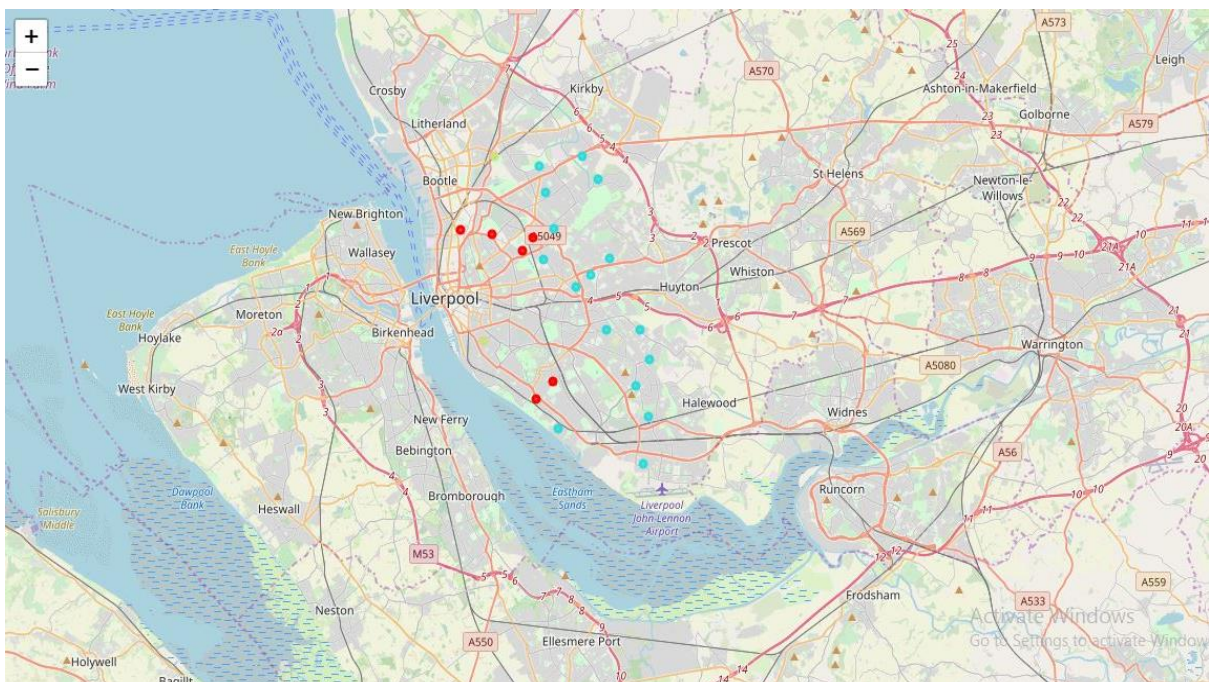 +
−
Crosby
Litherland
Bootle
Kirkby
New Brighton
Wallasey
East Hoyle
Bank
East Hoyle
Bank
Moreton
Hoylake
West Kirby
Liverpool
Birkenhead
New Ferry
Bebington
Bromborough
Heswall
Dawpool
Bank
Salisbury
Middle
Neston
Holywell
Eastham
Sands
Liverpool
John Lennon
Airport
Ellesmere Port
Huyton
Prescot
Whiston
St Helens
Halewood
Widnes
Runcorn
Frodsham
Warrington
Newton-le-
Willows
Ashton-in-Makerfield
Golborne
Leigh
A570
A573
A579
A569
A5080
A56
A533
A559
A550
M53
Activate Windows
Go to Settings to activate Window